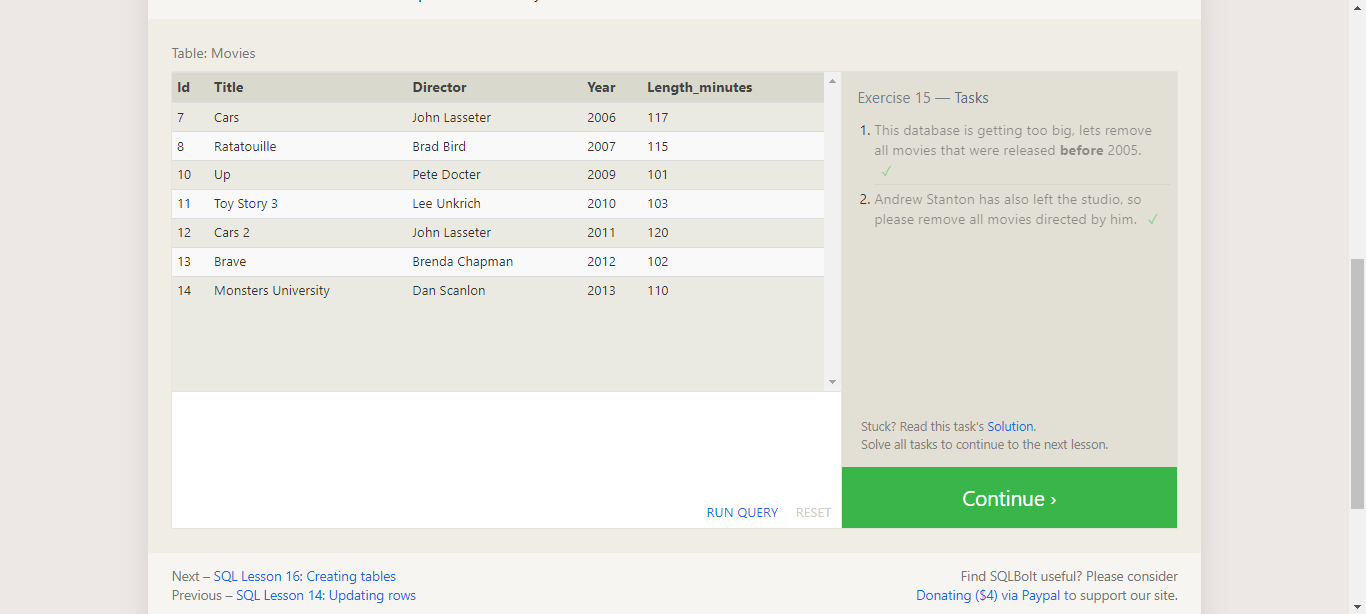 Table: Movies
Id Title Director Year Length_minutes
7 Cars John Lasseter 2006 117
8 Ratatouille Brad Bird 2007 115
10 Up Pete Docter 2009 101
11 Toy Story 3 Lee Unkrich 2010 103
12 Cars 2 John Lasseter 2011 120
13 Brave Brenda Chapman 2012 102
14 Monsters University Dan Scanlon 2013 110
RUN QUERY RESET
Exercise 15 — Tasks
1. This database is getting too big, lets remove
all movies that were released before 2005.
✓
2. Andrew Stanton has also left the studio, so
please remove all movies directed by him. ✓
Stuck? Read this task's Solution.
Solve all tasks to continue to the next lesson.
Continue ›
Next – SQL Lesson 16: Creating tables
Previous – SQL Lesson 14: Updating rows
Find SQLBolt useful? Please consider
Donating ($4) via Paypal to support our site.